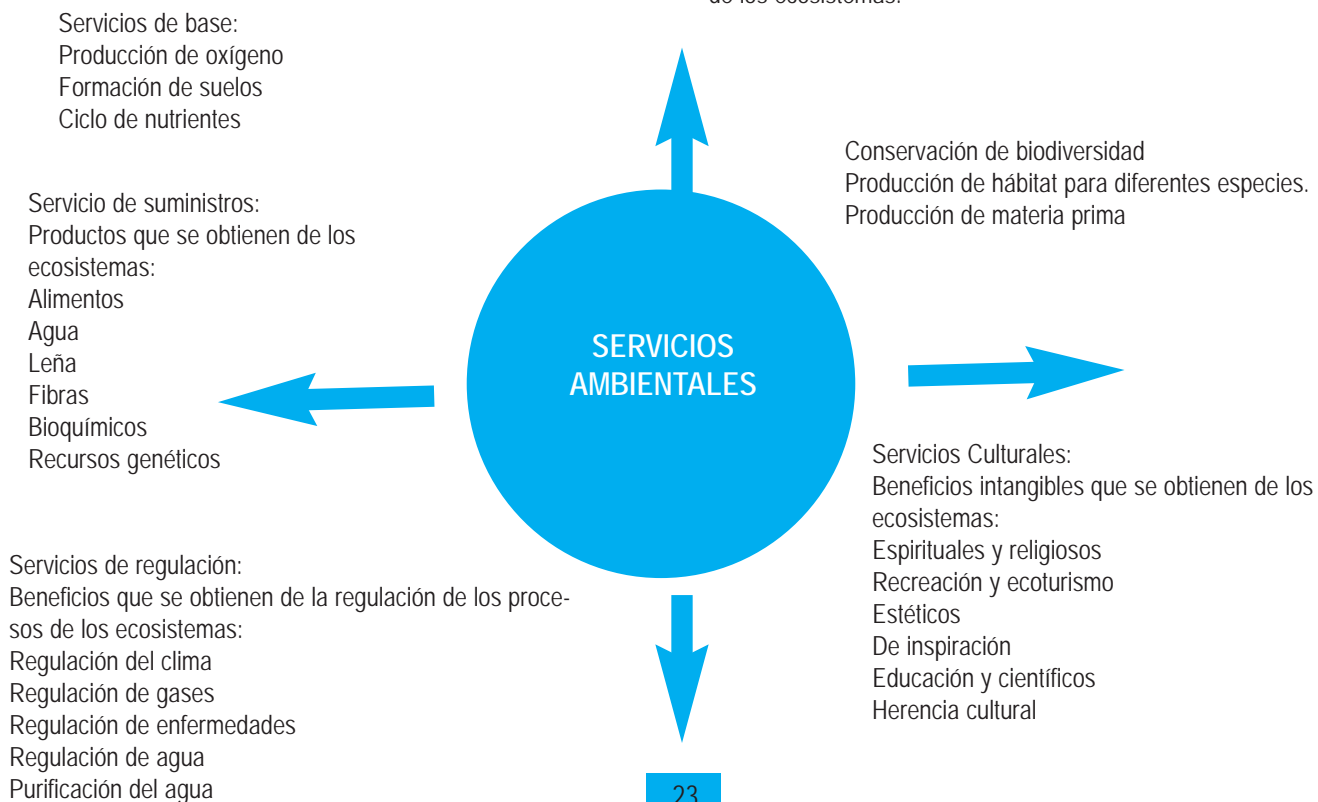 de los ecosistemas.
Servicios de base:
Producción de oxígeno
Formación de suelos
Ciclo de nutrientes
Conservación de biodiversidad
Producción de hábitat para diferentes especies.
Producción de materia prima
Servicio de suministros:
Productos que se obtienen de los
ecosistemas:
Alimentos
Agua
Leña
Fibras
Bioquímicos
Recursos genéticos
SERVICIOS
AMBIENTALES
Servicios Culturales:
Beneficios intangibles que se obtienen de los
ecosistemas:
Espirituales y religiosos
Recreación y ecoturismo
Estéticos
De inspiración
Educación y científicos
Herencia cultural
Servicios de regulación:
Beneficios que se obtienen de la regulación de los proce-
sos de los ecosistemas:
Regulación del clima
Regulación de gases
Regulación de enfermedades
Regulación de agua
Purificación del agua
23